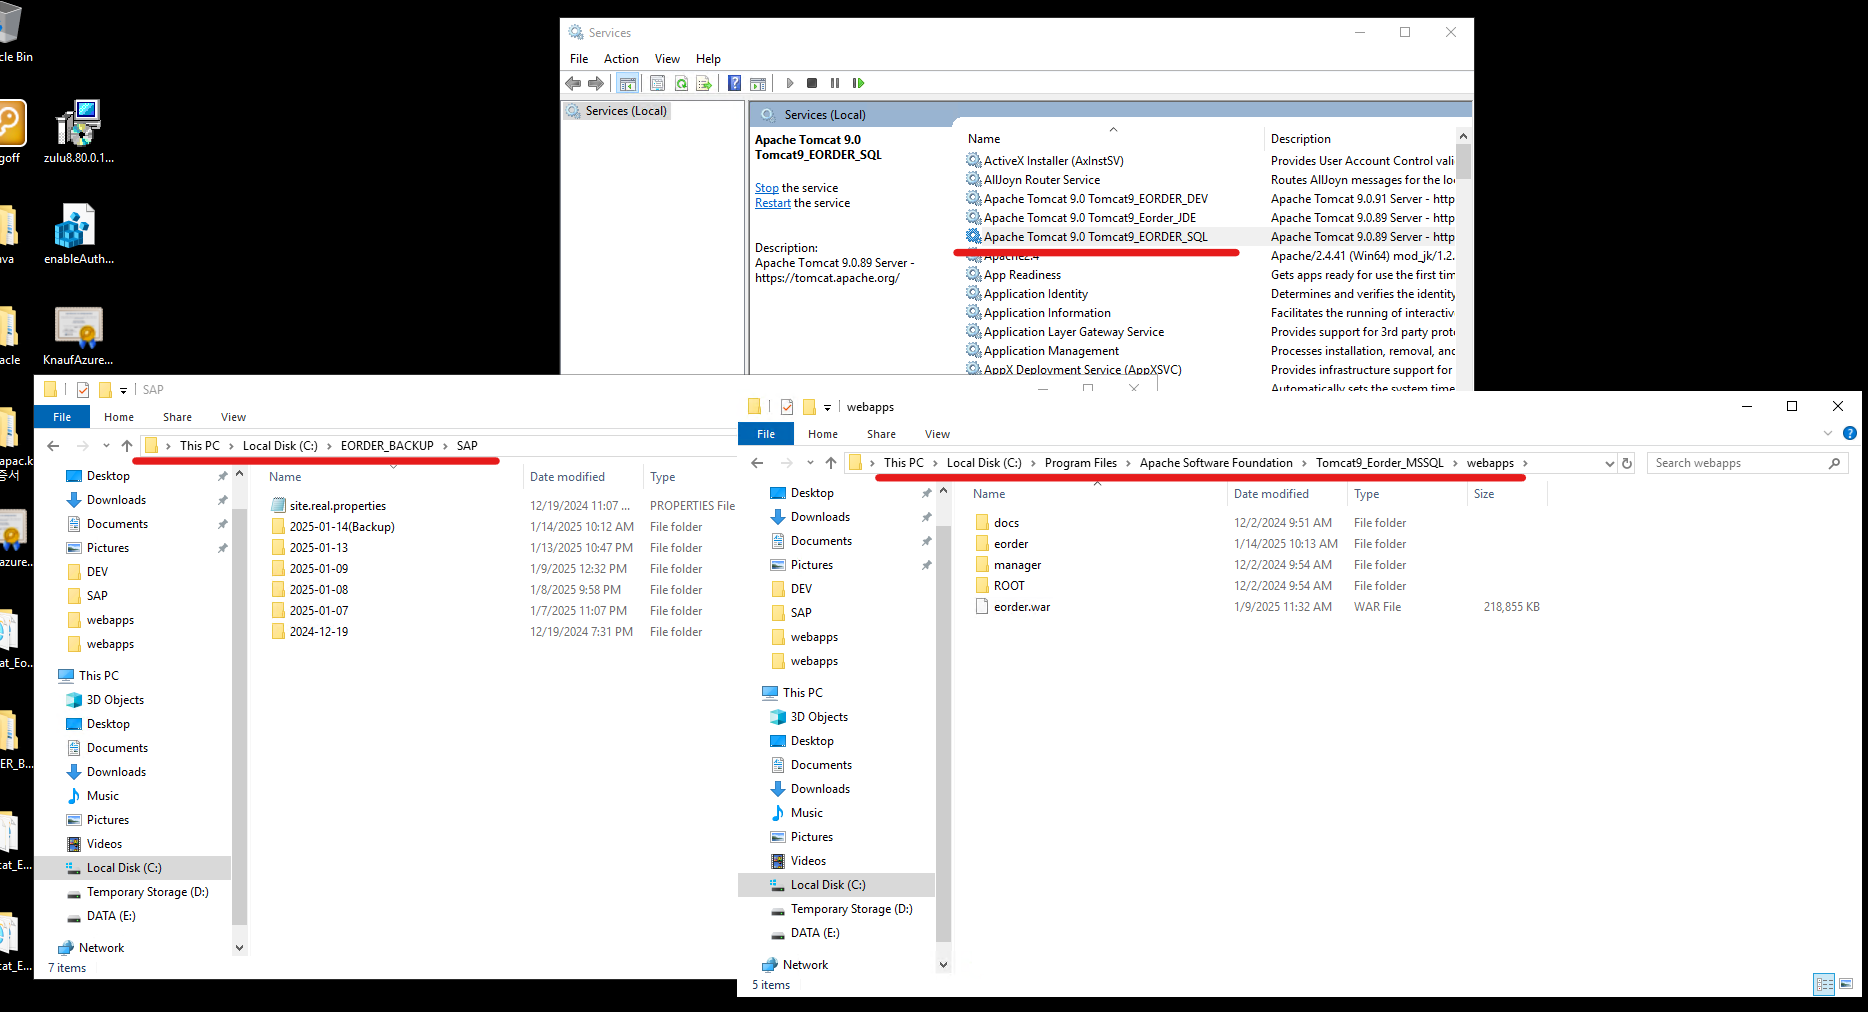 cle Bin
goff
zulu8.80.0.1...
ava
enableAuth...
acle
KnaufAzure...
apac.k
증서
azure...
at_Eo...
ER_B...
cat_E...
cat_E...
Services
File Action View Help
Services (Local)
Services (Local)
Apache Tomcat 9.0
Tomcat9_EORDER_SQL
Stop the service
Restart the service
Description:
Apache Tomcat 9.0.89 Server -
https://tomcat.apache.org/
Name Description
ActiveX Installer (AxInstSV) Provides User Account Control vali
AllJoyn Router Service Routes AllJoyn messages for the lo
Apache Tomcat 9.0 Tomcat9_EORDER_DEV Apache Tomcat 9.0.91 Server - http
Apache Tomcat 9.0 Tomcat9_Eorder_JDE Apache Tomcat 9.0.89 Server - http
Apache Tomcat 9.0 Tomcat9_EORDER_SQL Apache Tomcat 9.0.89 Server - http
Apache2.4 Apache/2.4.41 (Win64) mod_jk/1.2.
App Readiness Gets apps ready for use the first tim
Application Identity Determines and verifies the identity
Application Information Facilitates the running of interactiv
Application Layer Gateway Service Provides support for 3rd party prot
Application Management Processes installation, removal, anc
AppX Deployment Service (AppXSVC) Provides infrastructure support for
Automatically sets the system time
SAP
File Home Share View
This PC Local Disk (C:) EORDER_BACKUP SAP
Desktop
Downloads
Documents
Pictures
DEV
SAP
webapps
webapps
This PC
3D Objects
Desktop
Documents
Downloads
Music
Pictures
Videos
Local Disk (C:)
Temporary Storage (D:)
DATA (E:)
Network
Name Date modified Type
site.real.properties 12/19/2024 11:07 ... PROPERTIES File
2025-01-14(Backup) 1/14/2025 10:12 AM File folder
2025-01-13 1/13/2025 10:47 PM File folder
2025-01-09 1/9/2025 12:32 PM File folder
2025-01-08 1/8/2025 9:58 PM File folder
2025-01-07 1/7/2025 11:07 PM File folder
2024-12-19 12/19/2024 7:31 PM File folder
7 items
webapps
File Home Share View
This PC Local Disk (C:) Program Files Apache Software Foundation Tomcat9_Eorder_MSSQL webapps
Search webapps
Desktop
Downloads
Documents
Pictures
DEV
SAP
webapps
webapps
This PC
3D Objects
Desktop
Documents
Downloads
Music
Pictures
Videos
Local Disk (C:)
Temporary Storage (D:)
DATA (E:)
Network
Name Date modified Type Size
docs 12/2/2024 9:51 AM File folder
eorder 1/14/2025 10:13 AM File folder
manager 12/2/2024 9:54 AM File folder
ROOT 12/2/2024 9:54 AM File folder
eorder.war 1/9/2025 11:32 AM WAR File 218,855 KB
5 items